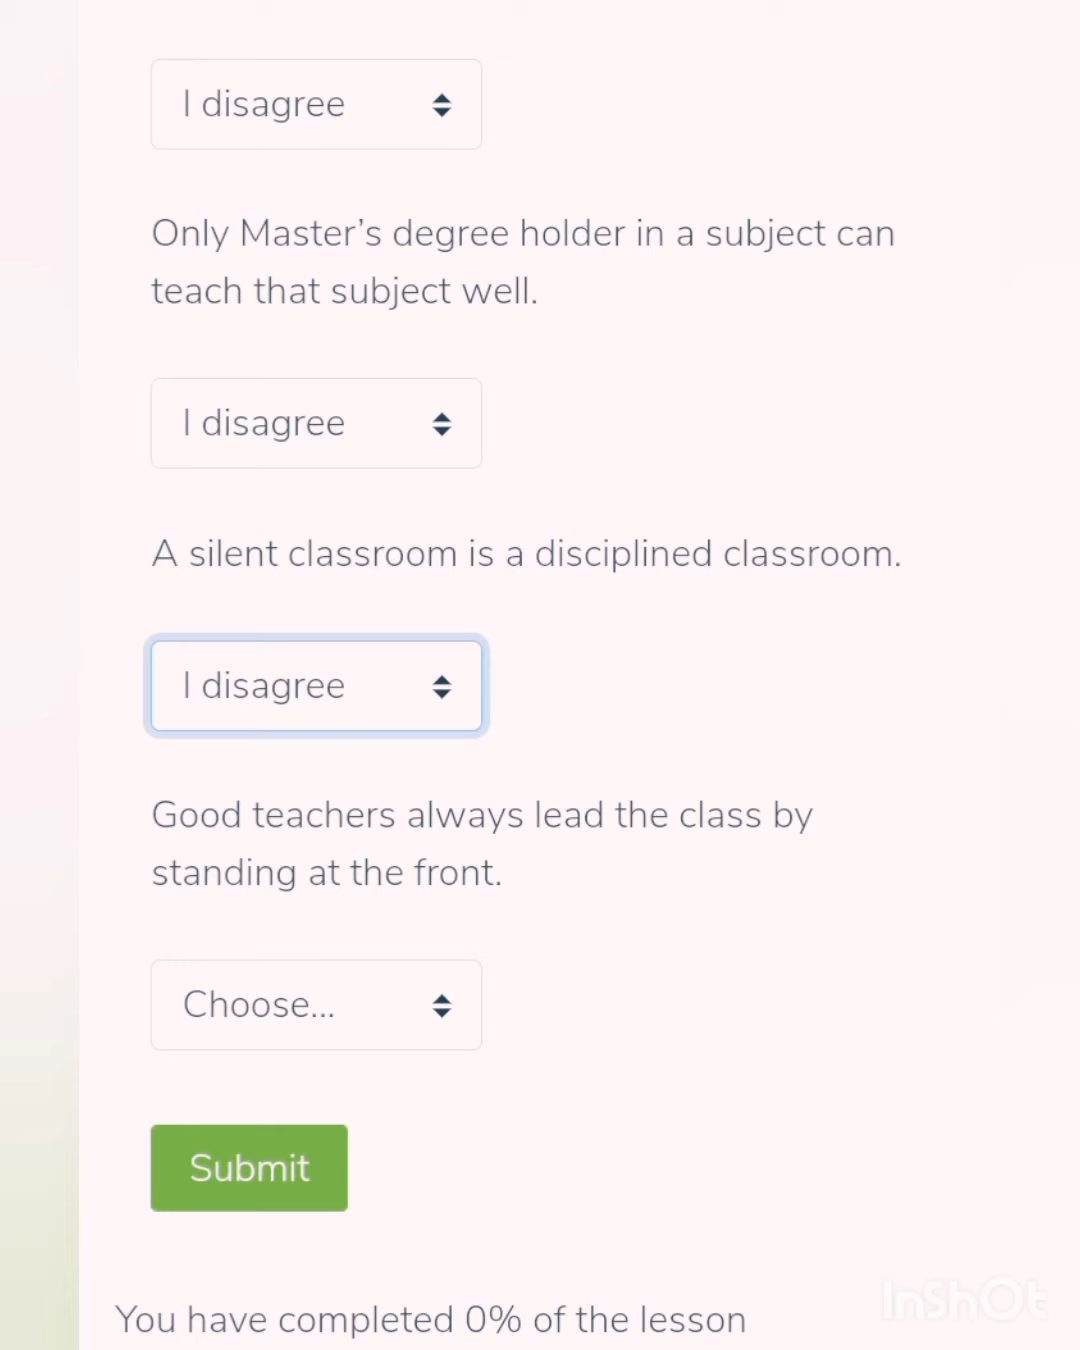 I disagree
Only Master’s degree holder in a subject can
teach that subject well.
I disagree
A silent classroom is a disciplined classroom.
I disagree
Good teachers always lead the class by
standing at the front.
Choose...
Submit
InShOt
You have completed 0% of the lesson